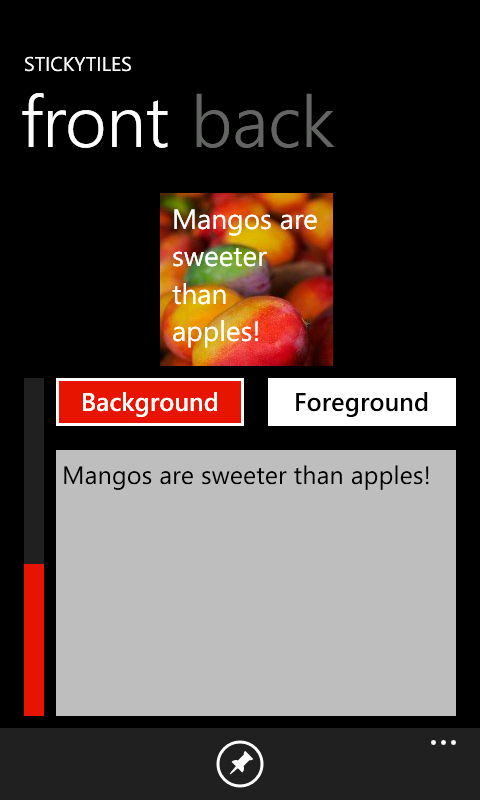 STICKYTILES
front back
Mangos are
sweeter
than
apples!
Background Foreground
Mangos are sweeter than apples!